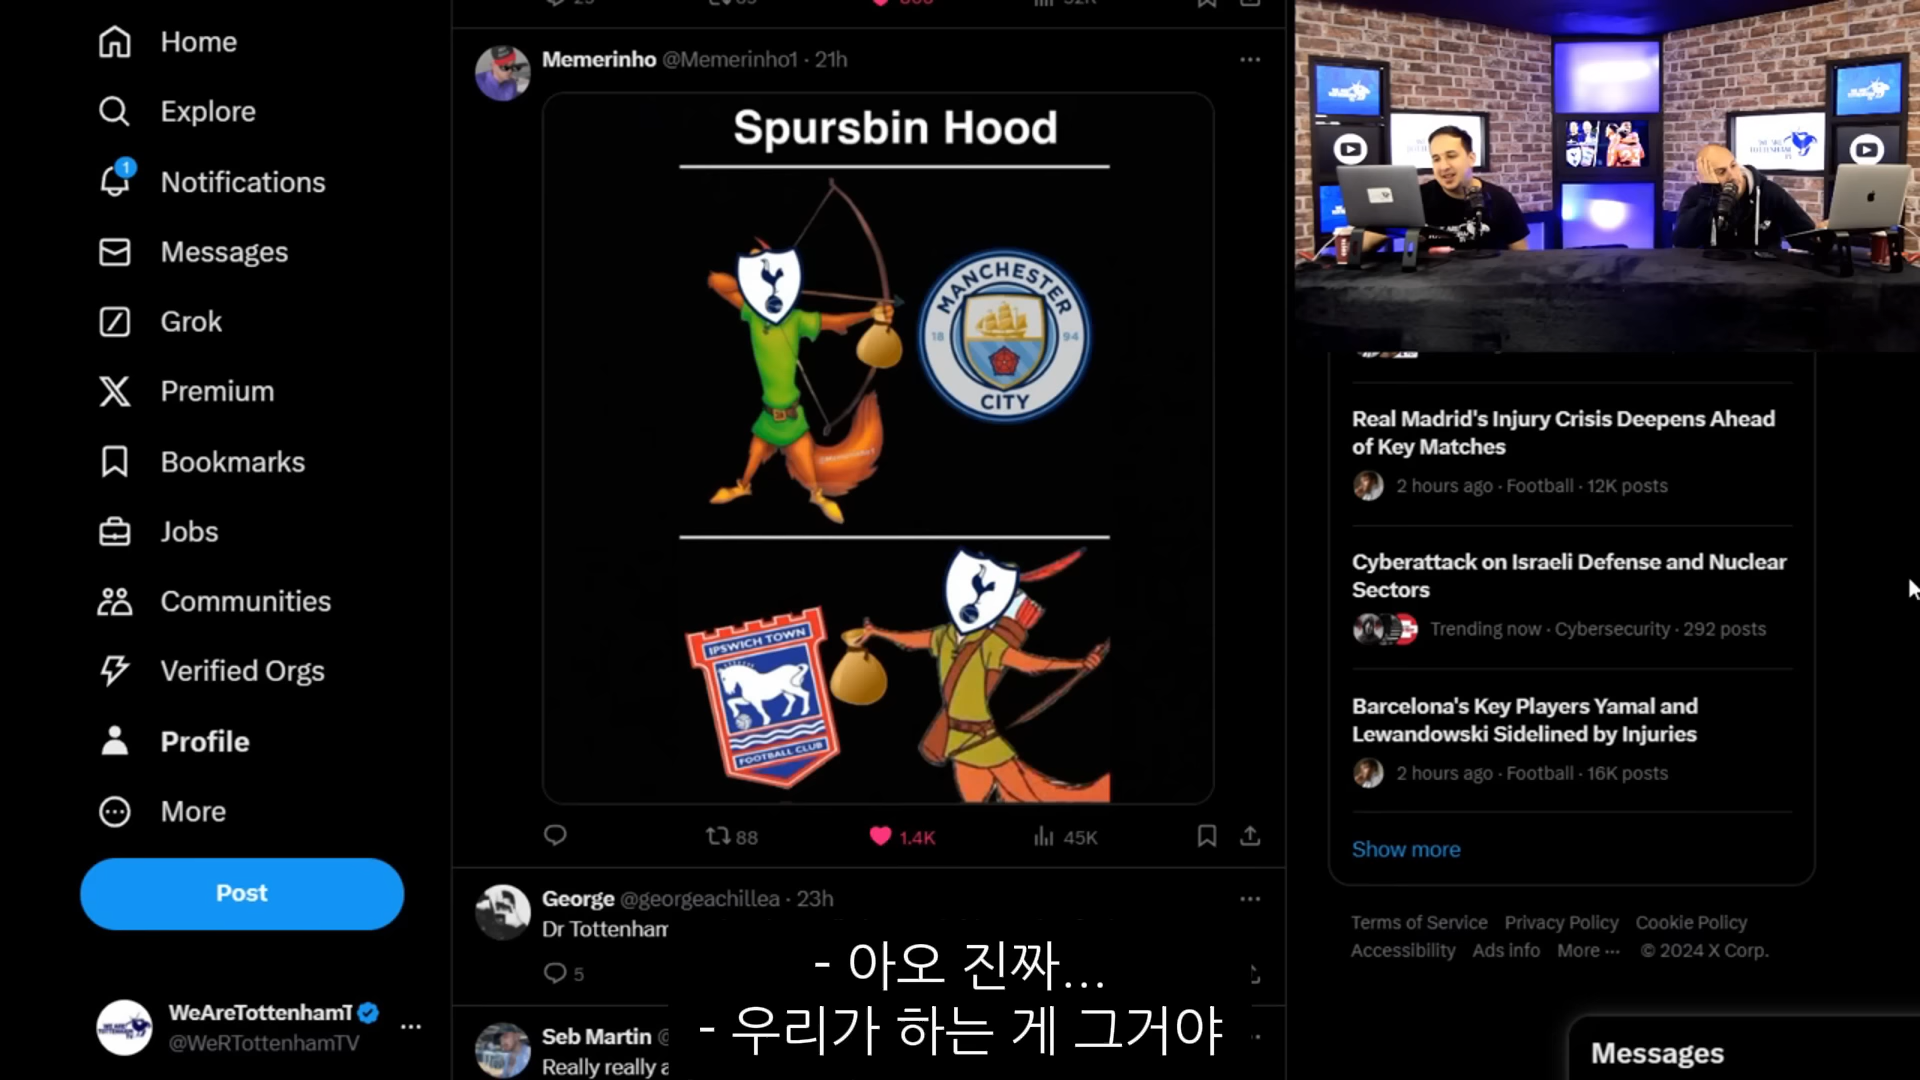 Home
Explore
1
Notifications
Messages
Grok
Premium
Bookmarks
Jobs
Communities
Verified Orgs
Profile
More
Post
WeAreTottenhamT
@WeRTottenhamTV
Memerinho @Memerinho1 · 21h
Spursbin Hood
MANCHESTER
18 94
CITY
@Memerinho1
IPSWICH TOWN
FOOTBALL CLUB
88
1.4K
45K
George @georgeachillea · 23h
Dr Tottenham
5
Seb Martin
Really really a
- 아오 진짜...
- 우리가 하는 게 그거야
Real Madrid's Injury Crisis Deepens Ahead
of Key Matches
2 hours ago · Football · 12K posts
Cyberattack on Israeli Defense and Nuclear
Sectors
Trending now · Cybersecurity · 292 posts
Barcelona's Key Players Yamal and
Lewandowski Sidelined by Injuries
2 hours ago · Football · 16K posts
Show more
Terms of Service Privacy Policy Cookie Policy
Accessibility Ads info More ··· © 2024 X Corp.
Messages